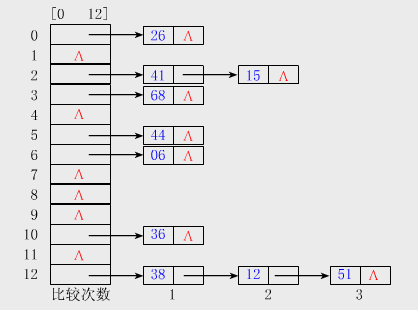 [0 12]
0 26 Λ
1 Λ
2 41 15 Λ
3 68 Λ
4 Λ
5 44 Λ
6 06 Λ
7 Λ
8 Λ
9 Λ
10 36 Λ
11 Λ
12 38 12 51 Λ
比较次数 1 2 3